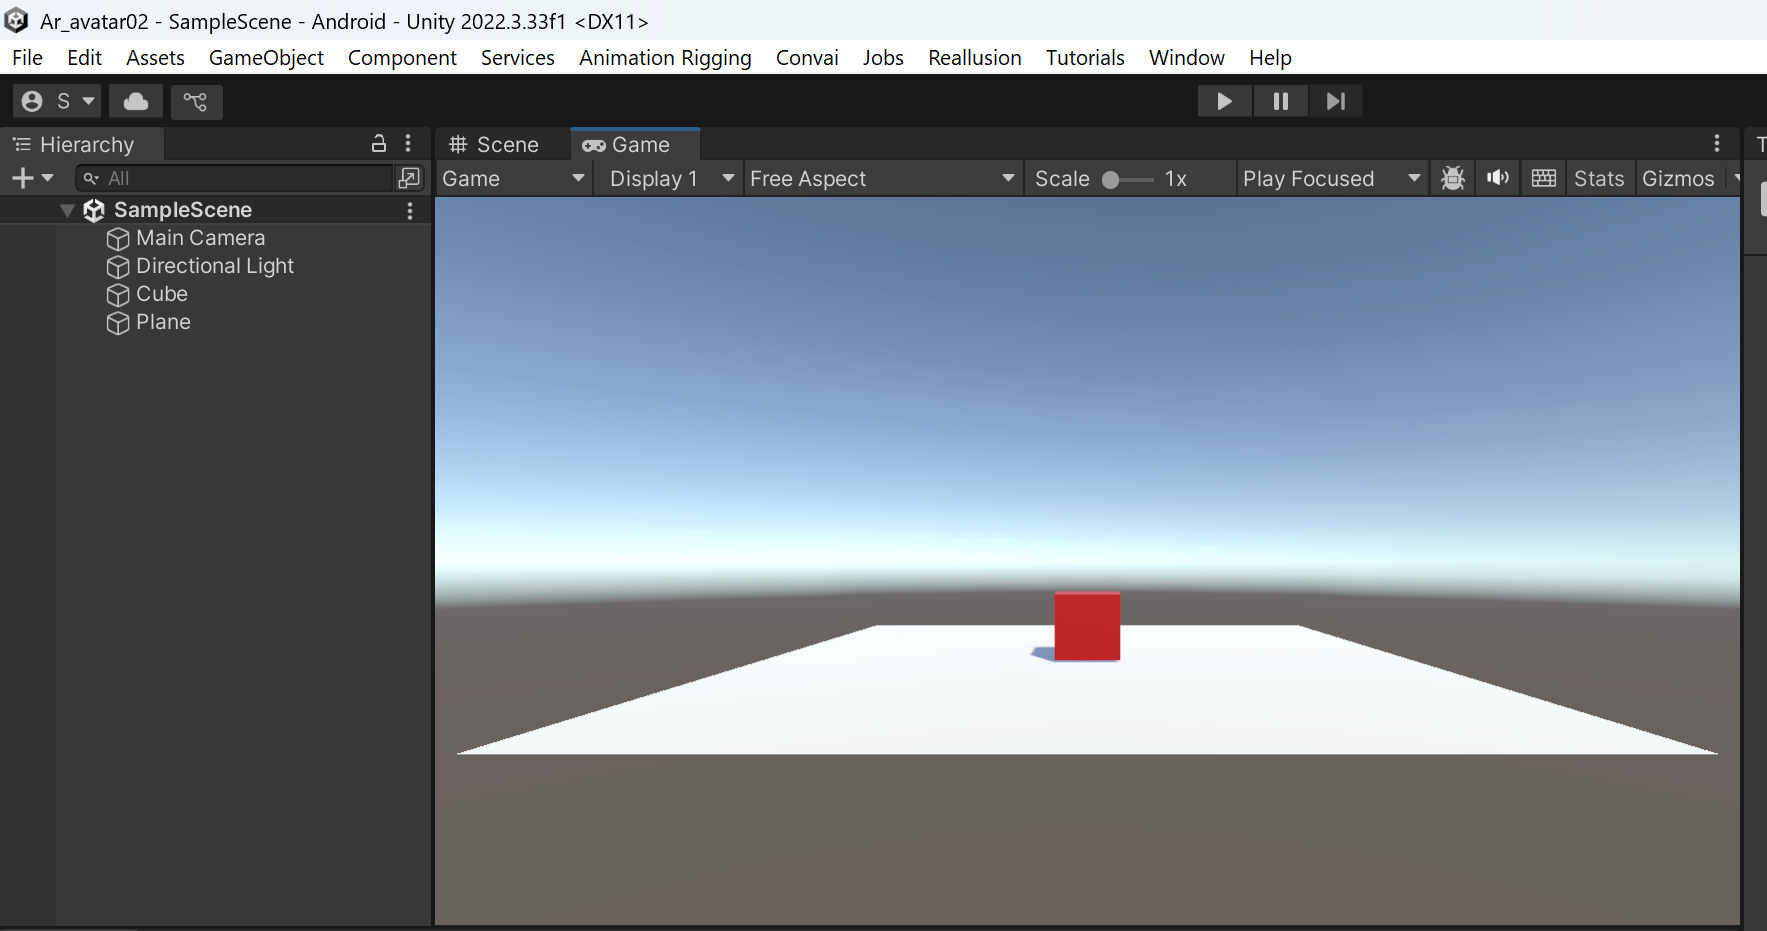 Ar_avatar02 - SampleScene - Android - Unity 2022.3.33f1 <DX11>
File Edit Assets GameObject Component Services Animation Rigging Convai Jobs Reallusion Tutorials Window Help
S
Hierarchy
Scene Game
All
Game Display 1 Free Aspect Scale 1x Play Focused Stats Gizmos
SampleScene
Main Camera
Directional Light
Cube
Plane